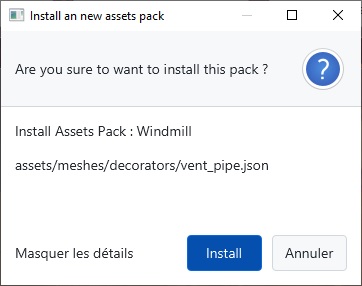 Install an new assets pack
Are you sure to want to install this pack ?
Install Assets Pack : Windmill
assets/meshes/decorators/vent_pipe.json
Masquer les détails
Install
Annuler